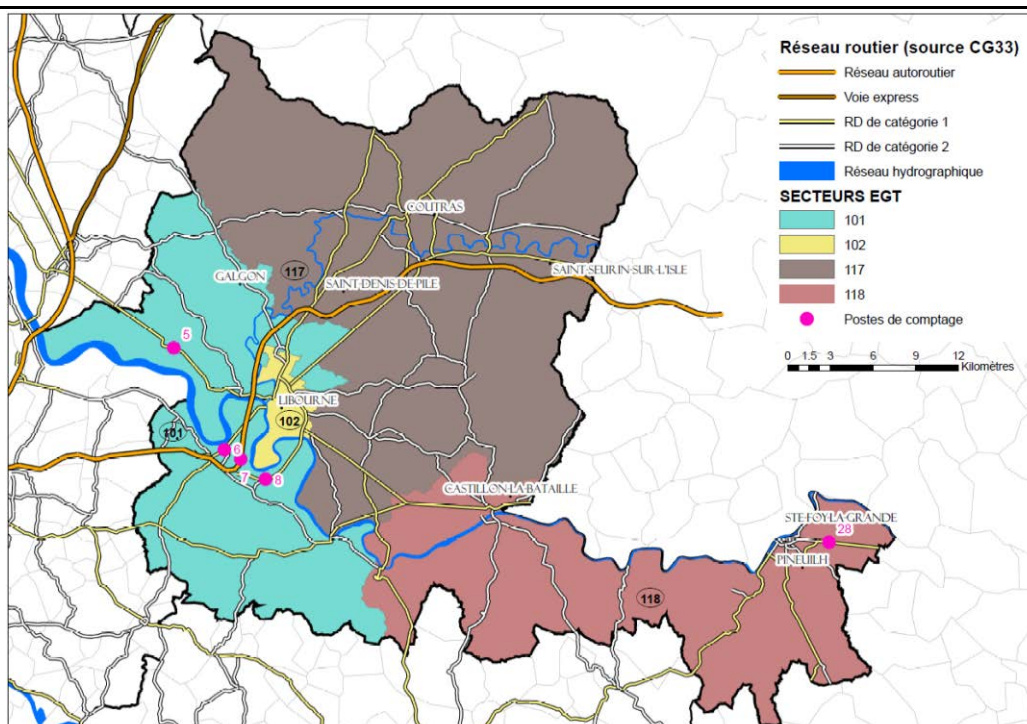 Réseau routier (source CG33)
Réseau autoroutier
Voie express
RD de catégorie 1
RD de catégorie 2
Réseau hydrographique
SECTEURS EGT
101
102
117
118
Postes de comptage
0 1.5 3 6 9 12
Kilomètres
COUTRAS
117
GALGON
SAINT-DENIS-DE-PILE
SAINT-SEURIN-SUR-L'ISLE
5
LIBOURNE
102
101
6
7
8
CASTILLON-LA-BATAILLE
STE-FOY-LA-GRANDE
28
PINEUILH
118